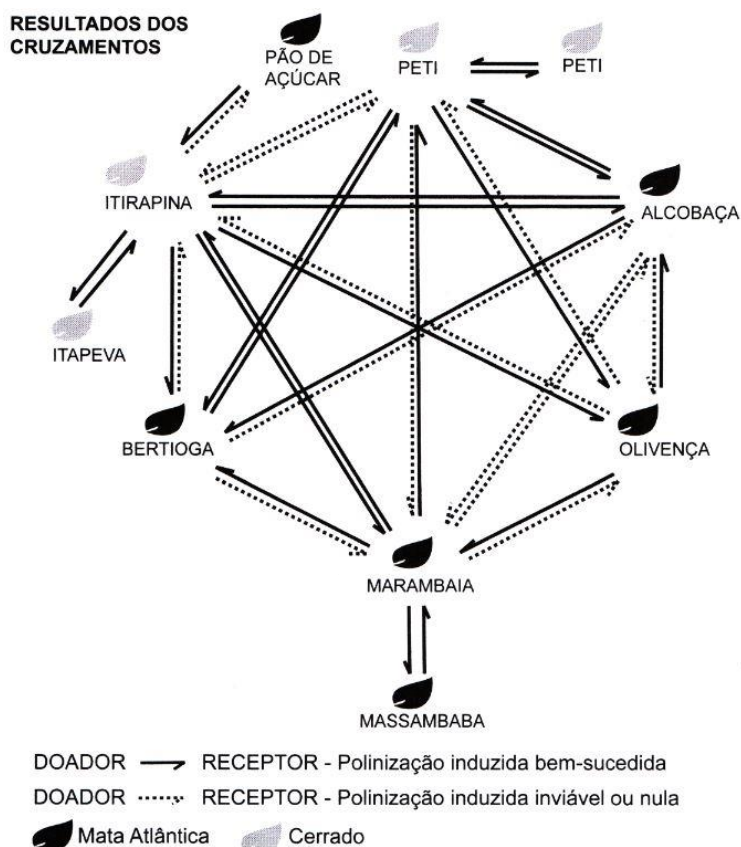 RESULTADOS DOS
CRUZAMENTOS
PÃO DE
AÇÚCAR
PETI
PETI
ITIRAPINA
ALCOBAÇA
ITAPEVA
BERTIOGA
OLIVENÇA
MARAMBAIA
MASSAMBABA
DOADOR RECEPTOR - Polinização induzida bem-sucedida
DOADOR RECEPTOR - Polinização induzida inviável ou nula
Mata Atlântica Cerrado